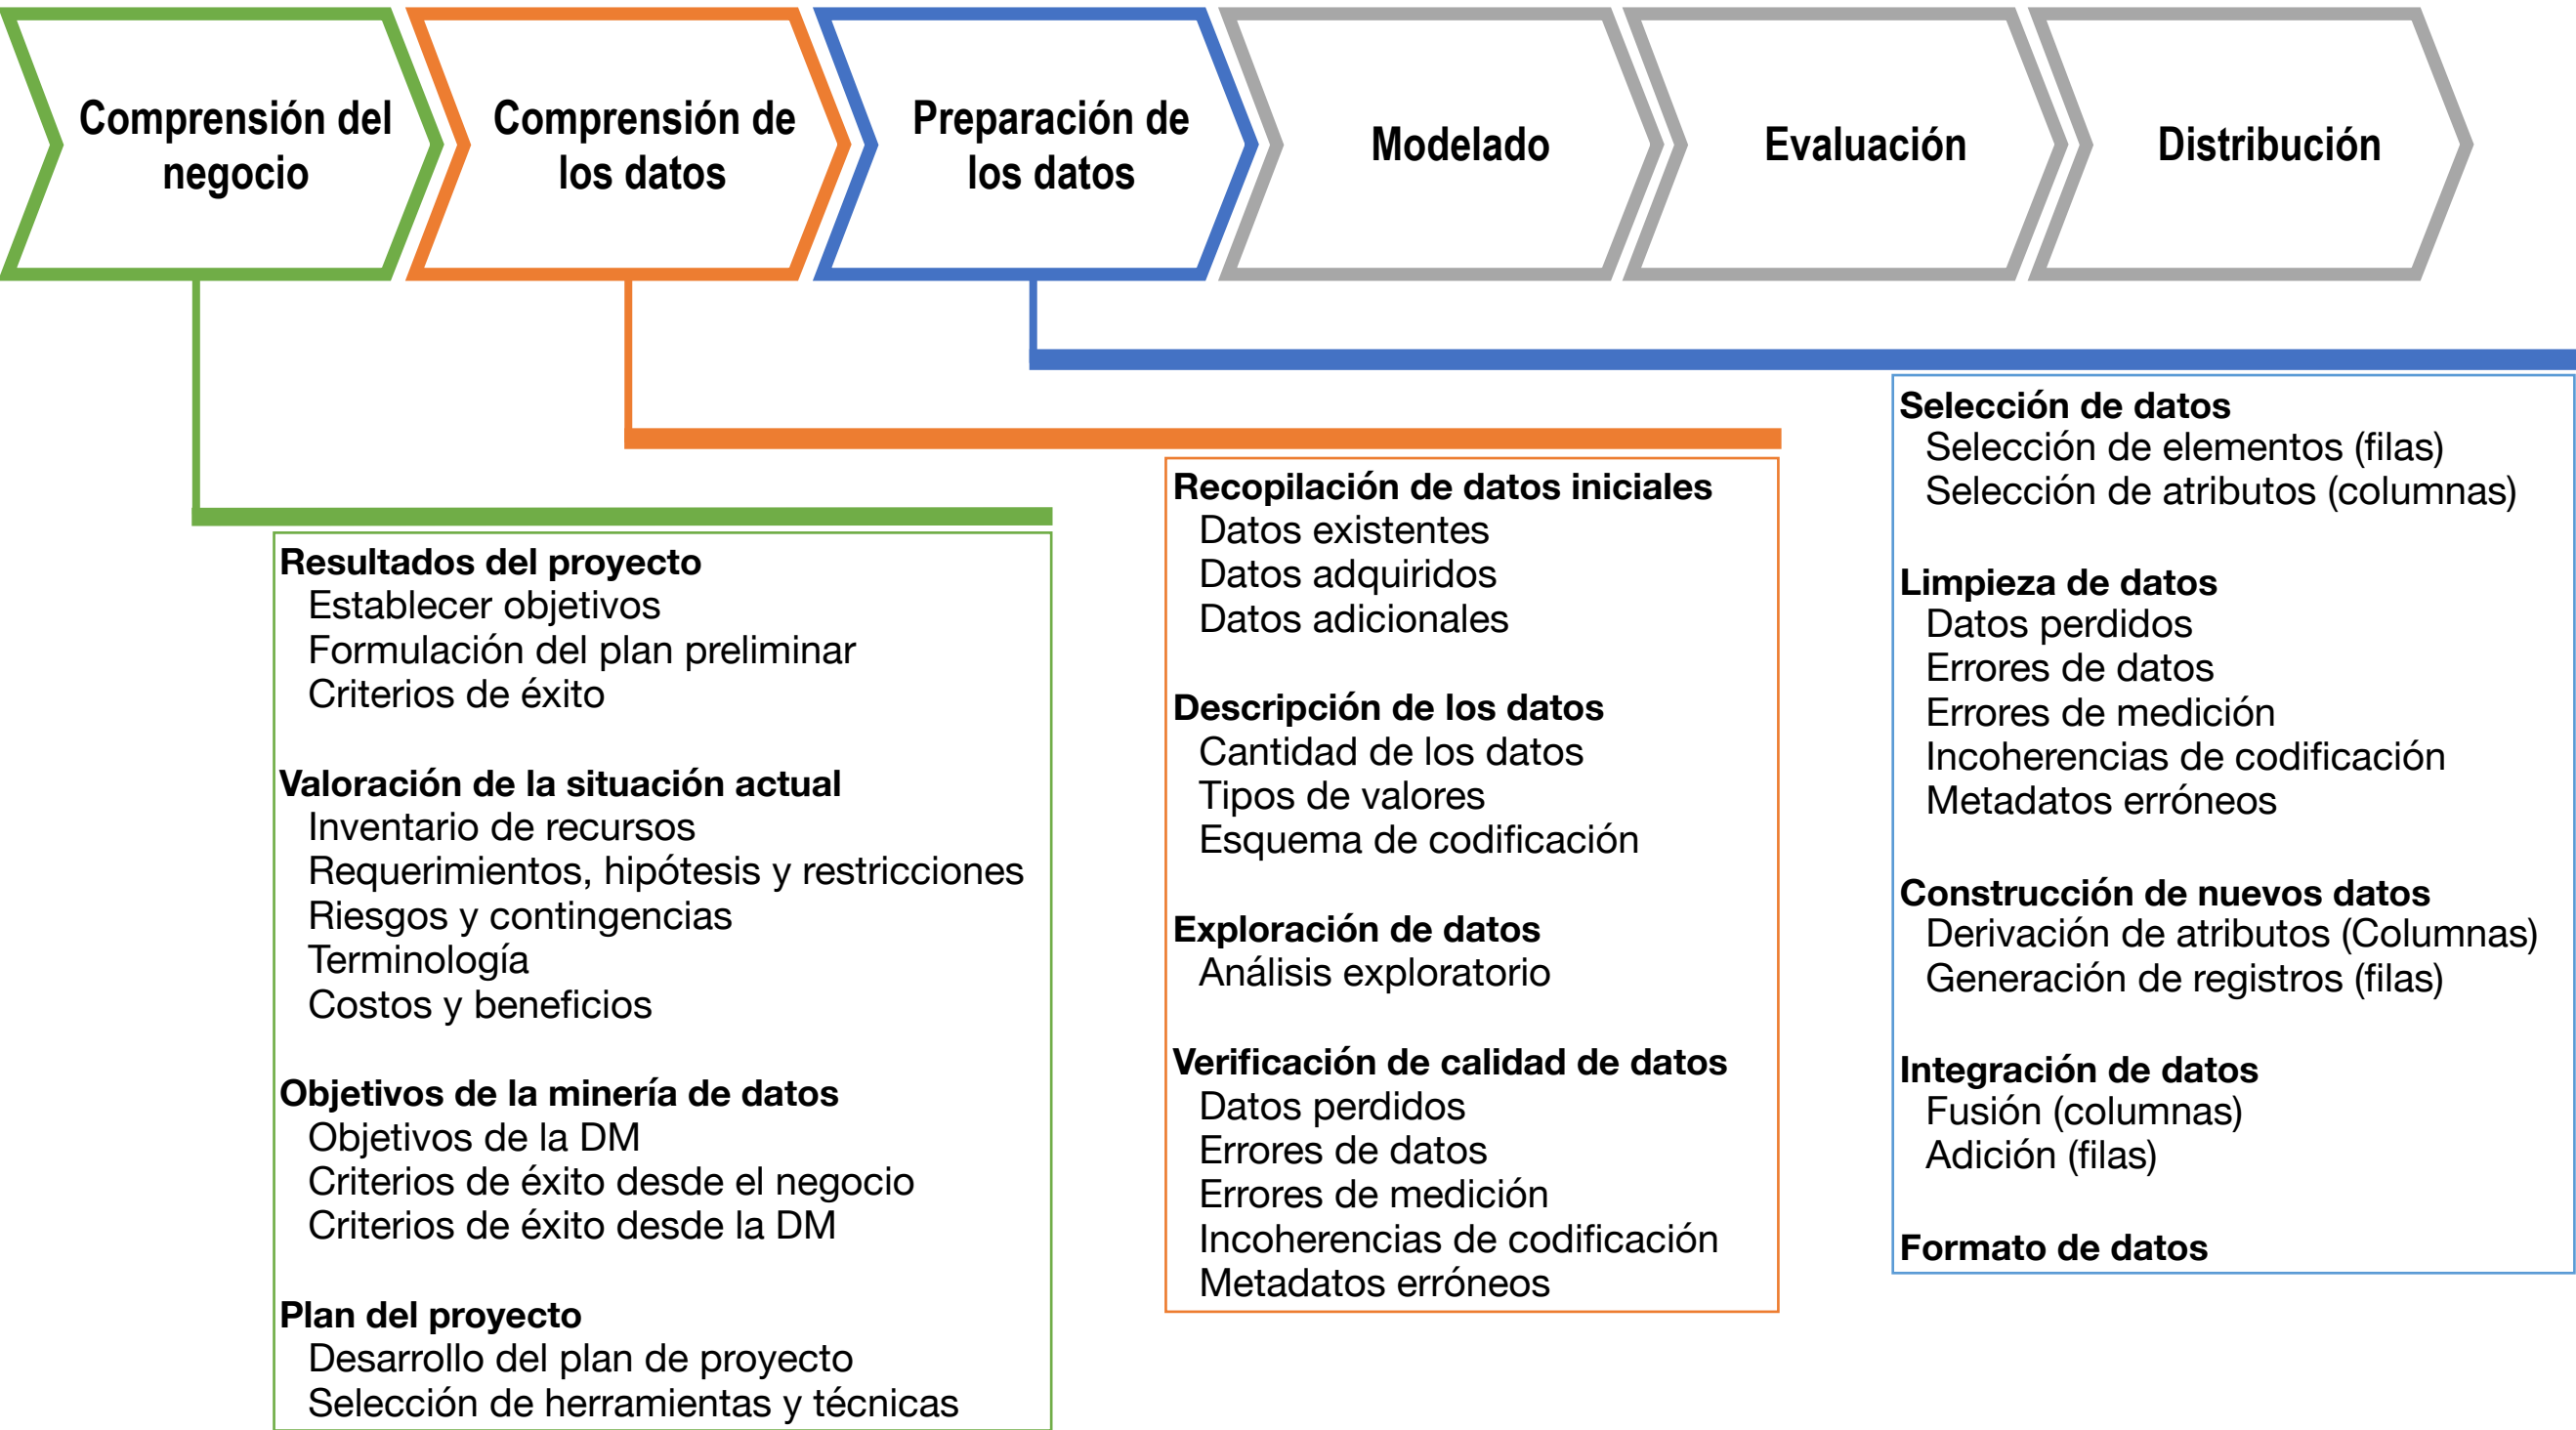 Comprensión del
negocio
Comprensión de
los datos
Preparación de
los datos
Modelado
Evaluación
Distribución
Resultados del proyecto
Establecer objetivos
Formulación del plan preliminar
Criterios de éxito
Valoración de la situación actual
Inventario de recursos
Requerimientos, hipótesis y restricciones
Riesgos y contingencias
Terminología
Costos y beneficios
Objetivos de la minería de datos
Objetivos de la DM
Criterios de éxito desde el negocio
Criterios de éxito desde la DM
Plan del proyecto
Desarrollo del plan de proyecto
Selección de herramientas y técnicas
Recopilación de datos iniciales
Datos existentes
Datos adquiridos
Datos adicionales
Descripción de los datos
Cantidad de los datos
Tipos de valores
Esquema de codificación
Exploración de datos
Análisis exploratorio
Verificación de calidad de datos
Datos perdidos
Errores de datos
Errores de medición
Incoherencias de codificación
Metadatos erróneos
Selección de datos
Selección de elementos (filas)
Selección de atributos (columnas)
Limpieza de datos
Datos perdidos
Errores de datos
Errores de medición
Incoherencias de codificación
Metadatos erróneos
Construcción de nuevos datos
Derivación de atributos (Columnas)
Generación de registros (filas)
Integración de datos
Fusión (columnas)
Adición (filas)
Formato de datos